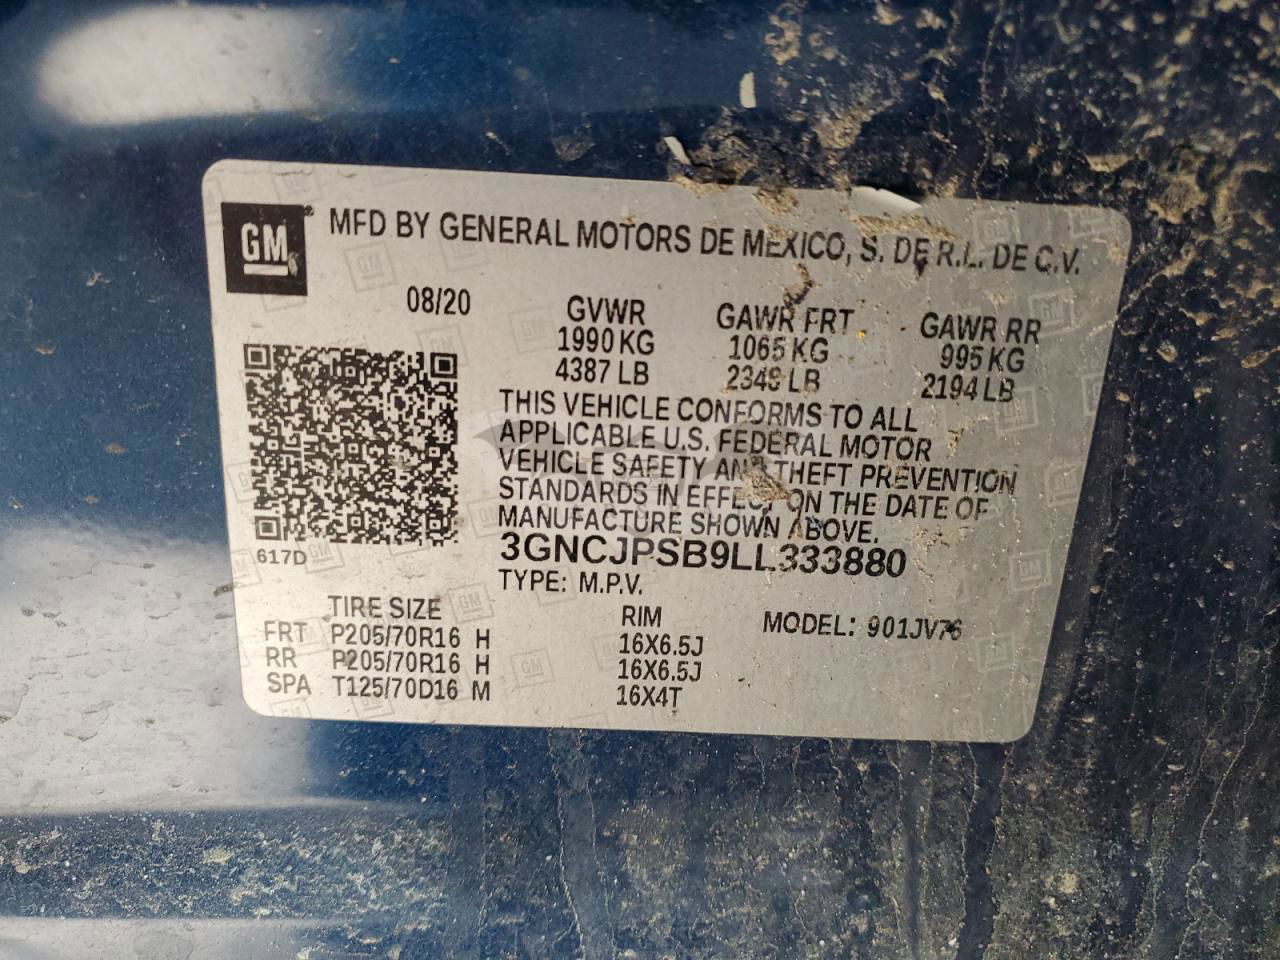 GM MFD BY GENERAL MOTORS DE MEXICO, S. DE R.L. DE C.V.
08/20 GVWR GAWR FRT GAWR RR
1990 KG 1065 KG 995 KG
4387 LB 2348 LB 2194 LB
THIS VEHICLE CONFORMS TO ALL
APPLICABLE U.S. FEDERAL MOTOR
VEHICLE SAFETY AND THEFT PREVENTION
STANDARDS IN EFFECT ON THE DATE OF
MANUFACTURE SHOWN ABOVE.
617D 3GNCJPSB9LL333880
TYPE: M.P.V.
TIRE SIZE RIM MODEL: 901JV76
FRT P205/70R16 H 16X6.5J
RR P205/70R16 H 16X6.5J
SPA T125/70D16 M 16X4T